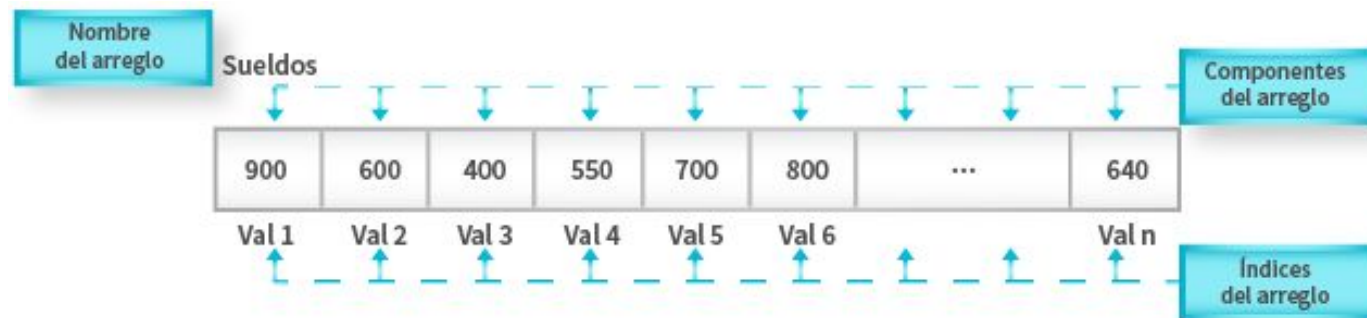 Nombre
del arreglo
Sueldos
Componentes
del arreglo
900 600 400 550 700 800 ... 640
Val 1 Val 2 Val 3 Val 4 Val 5 Val 6 Val n
Índices
del arreglo